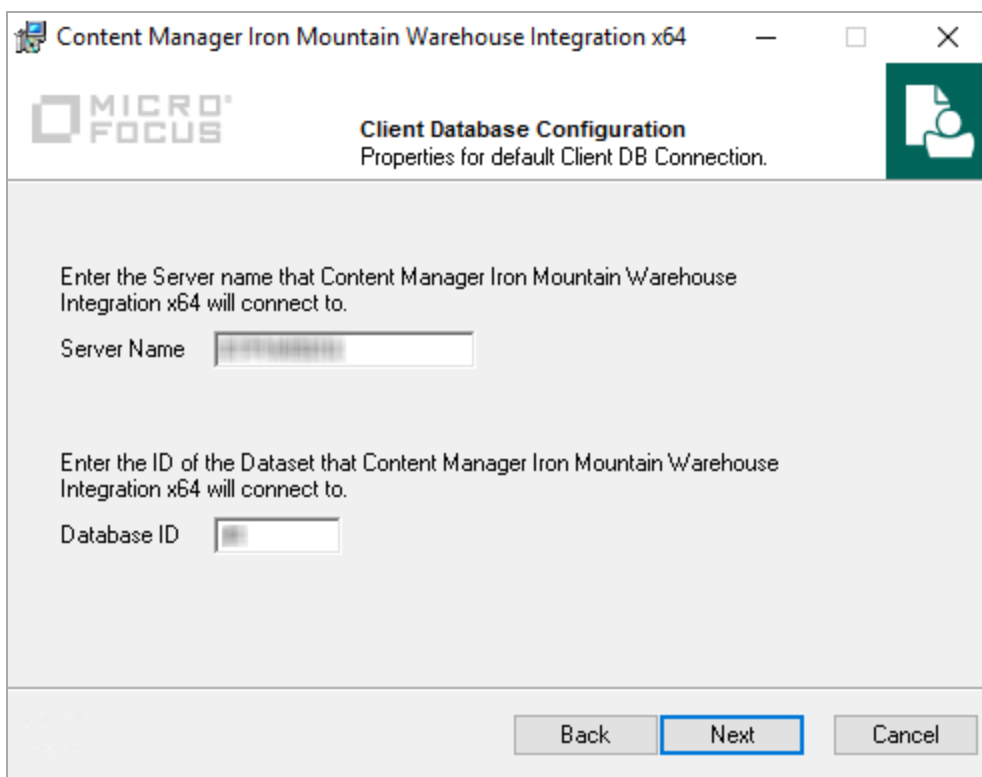 Content Manager Iron Mountain Warehouse Integration x64
MICRO
FOCUS
Client Database Configuration
Properties for default Client DB Connection.
Enter the Server name that Content Manager Iron Mountain Warehouse
Integration x64 will connect to.
Server Name
Enter the ID of the Dataset that Content Manager Iron Mountain Warehouse
Integration x64 will connect to.
Database ID
Back
Next
Cancel